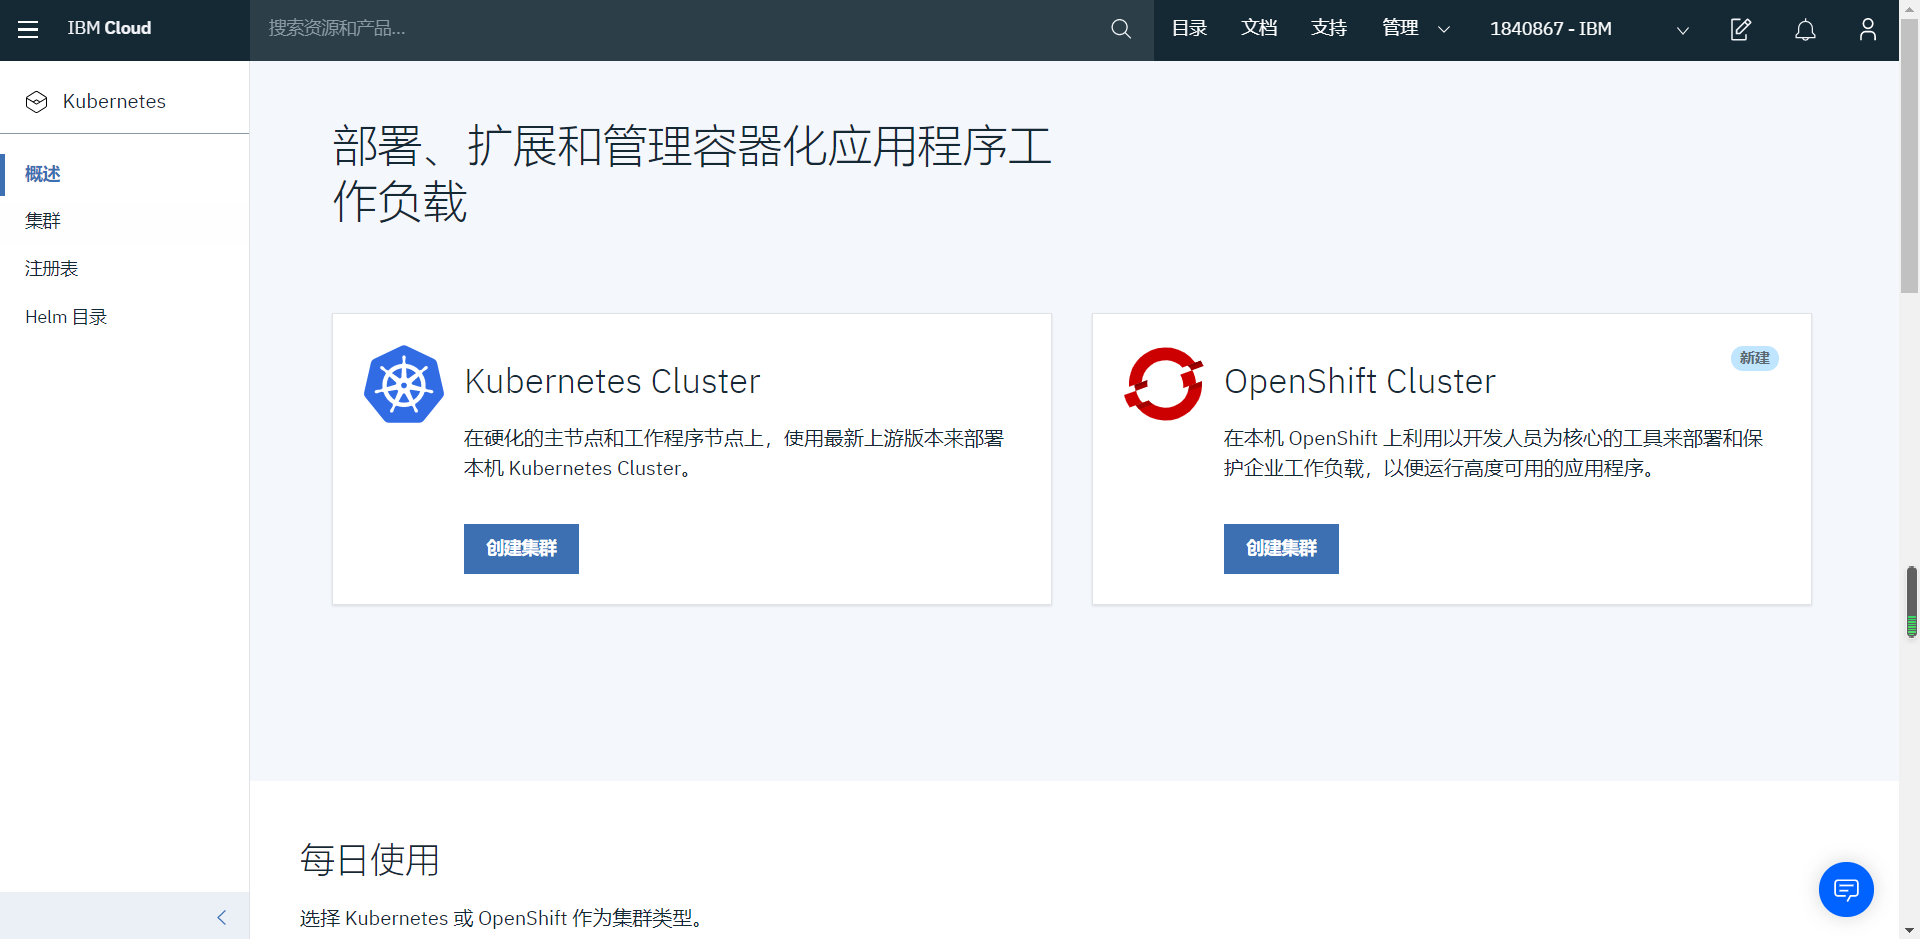 IBM Cloud
搜索资源和产品...
目录
文档
支持
管理
1840867 - IBM
Kubernetes
概述
集群
注册表
Helm 目录
部署、扩展和管理容器化应用程序工
作负载
Kubernetes Cluster
在硬化的主节点和工作程序节点上，使用最新上游版本来部署
本机 Kubernetes Cluster。
创建集群
新建
OpenShift Cluster
在本机 OpenShift 上利用以开发人员为核心的工具来部署和保
护企业工作负载，以便运行高度可用的应用程序。
创建集群
每日使用
选择 Kubernetes 或 OpenShift 作为集群类型。